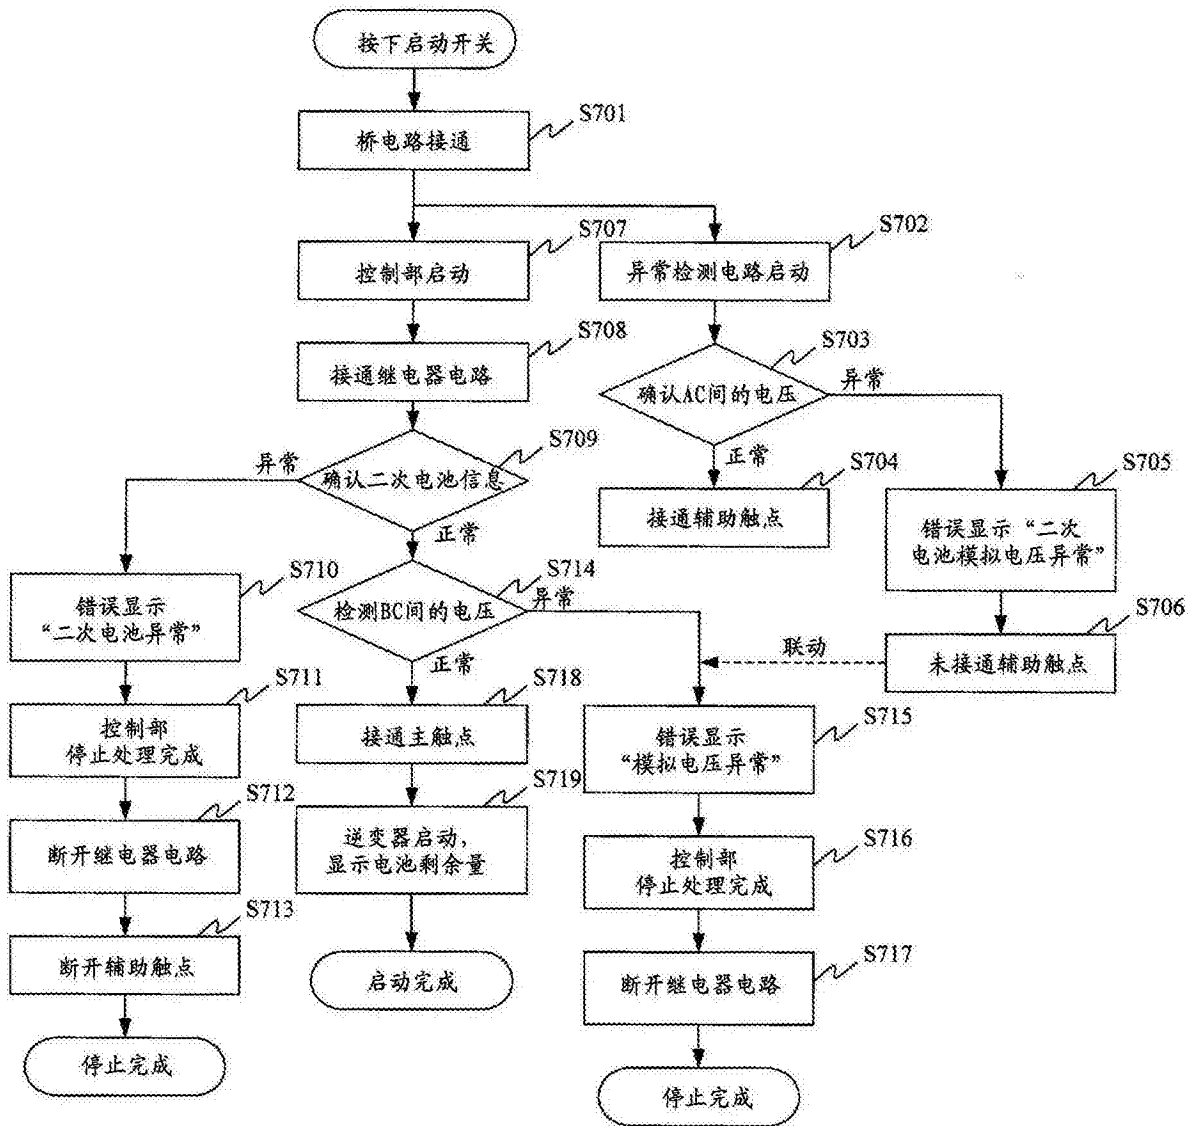 按下启动开关
S701
桥电路接通
S707
控制部启动
S702
异常检测电路启动
S708
接通继电器电路
S703
确认AC间的电压
异常
正常
S709
确认二次电池信息
异常
正常
S704
接通辅助触点
S705
错误显示“二次
电池模拟电压异常”
S710
错误显示
“二次电池异常”
S714
检测BC间的电压
异常
正常
S706
未接通辅助触点
联动
S711
控制部
停止处理完成
S718
接通主触点
S715
错误显示
“模拟电压异常”
S712
断开继电器电路
S719
逆变器启动，
显示电池剩余量
S716
控制部
停止处理完成
S713
断开辅助触点
启动完成
S717
断开继电器电路
停止完成
停止完成